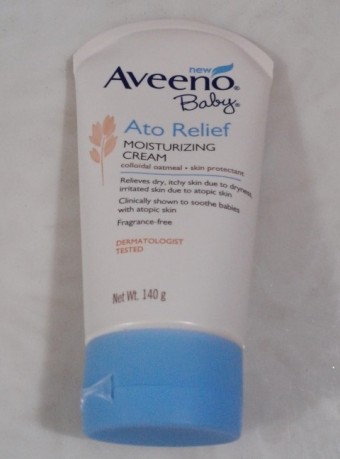 new
Aveeno®
Baby®
Ato Relief
MOISTURIZING
CREAM
colloidal oatmeal • skin protectant
Relieves dry, itchy skin due to dryness,
irritated skin due to atopic skin
Clinically shown to soothe babies
with atopic skin
Fragrance-free
DERMATOLOGIST
TESTED
Net Wt. 140 g